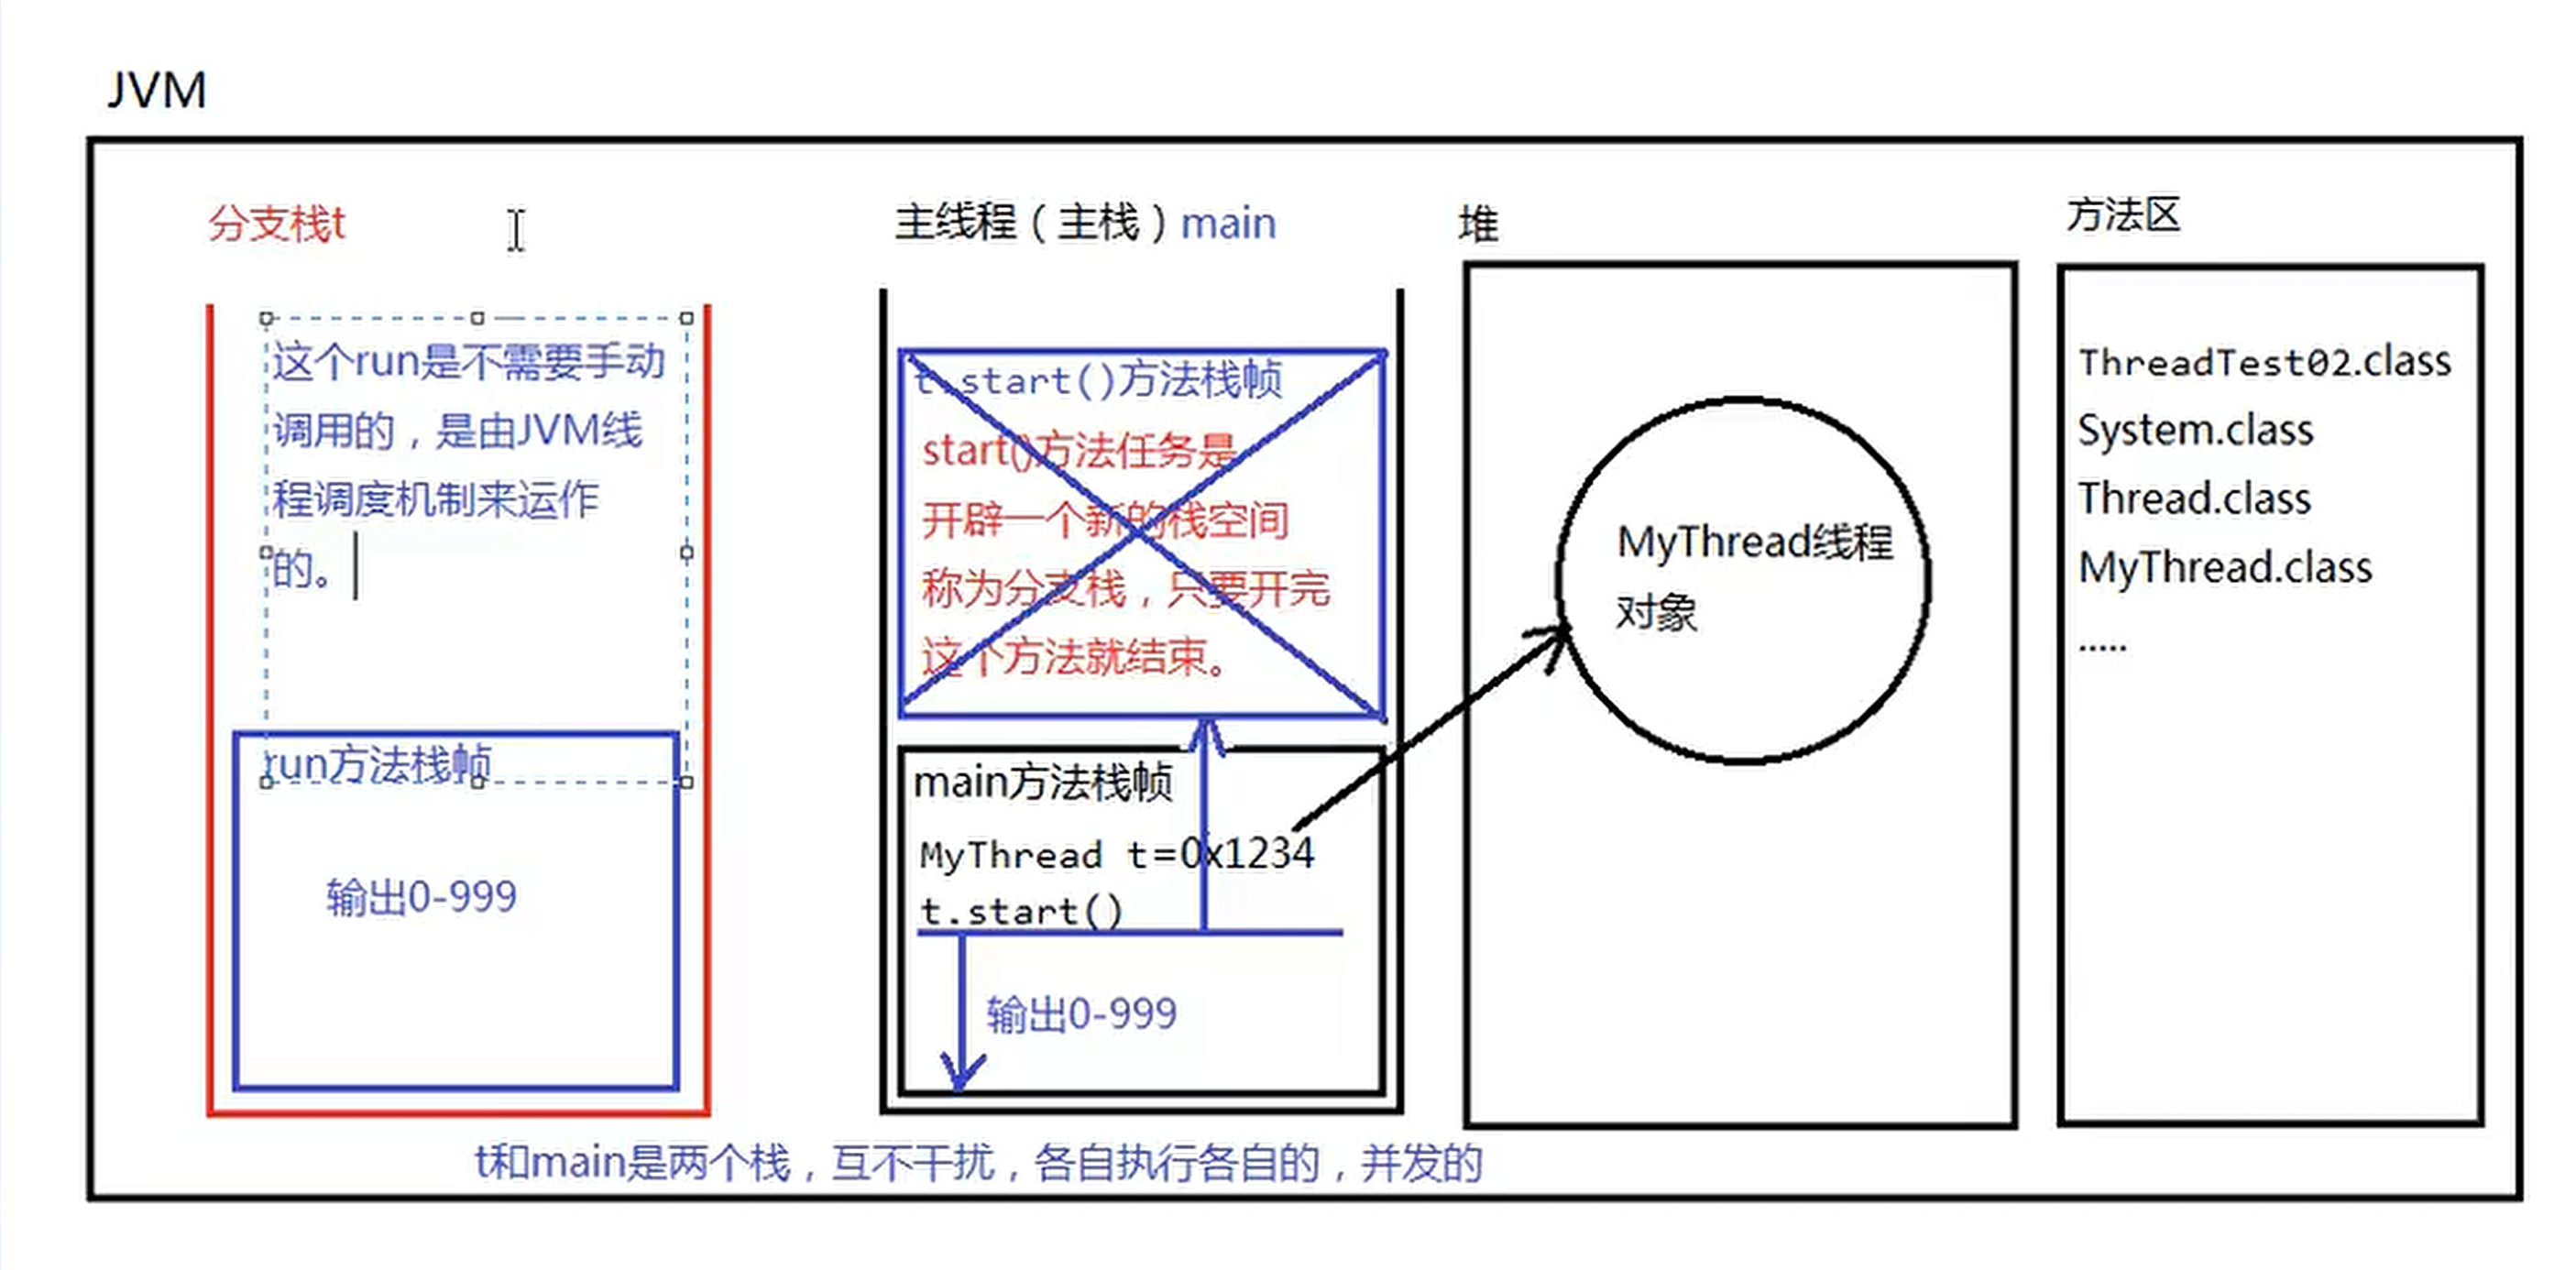 JVM
分支栈t
这个run是不需要手动
调用的，是由JVM线
程调度机制来运作
的。
run方法栈帧
输出0-999
主线程（主栈）main
t.start()方法栈帧
start()方法任务是
开辟一个新的栈空间
称为分支栈，只要开完
这个方法就结束。
main方法栈帧
MyThread t=0x1234
t.start()
输出0-999
堆
MyThread线程
对象
方法区
ThreadTest02.class
System.class
Thread.class
MyThread.class
.....
t和main是两个栈，互不干扰，各自执行各自的，并发的